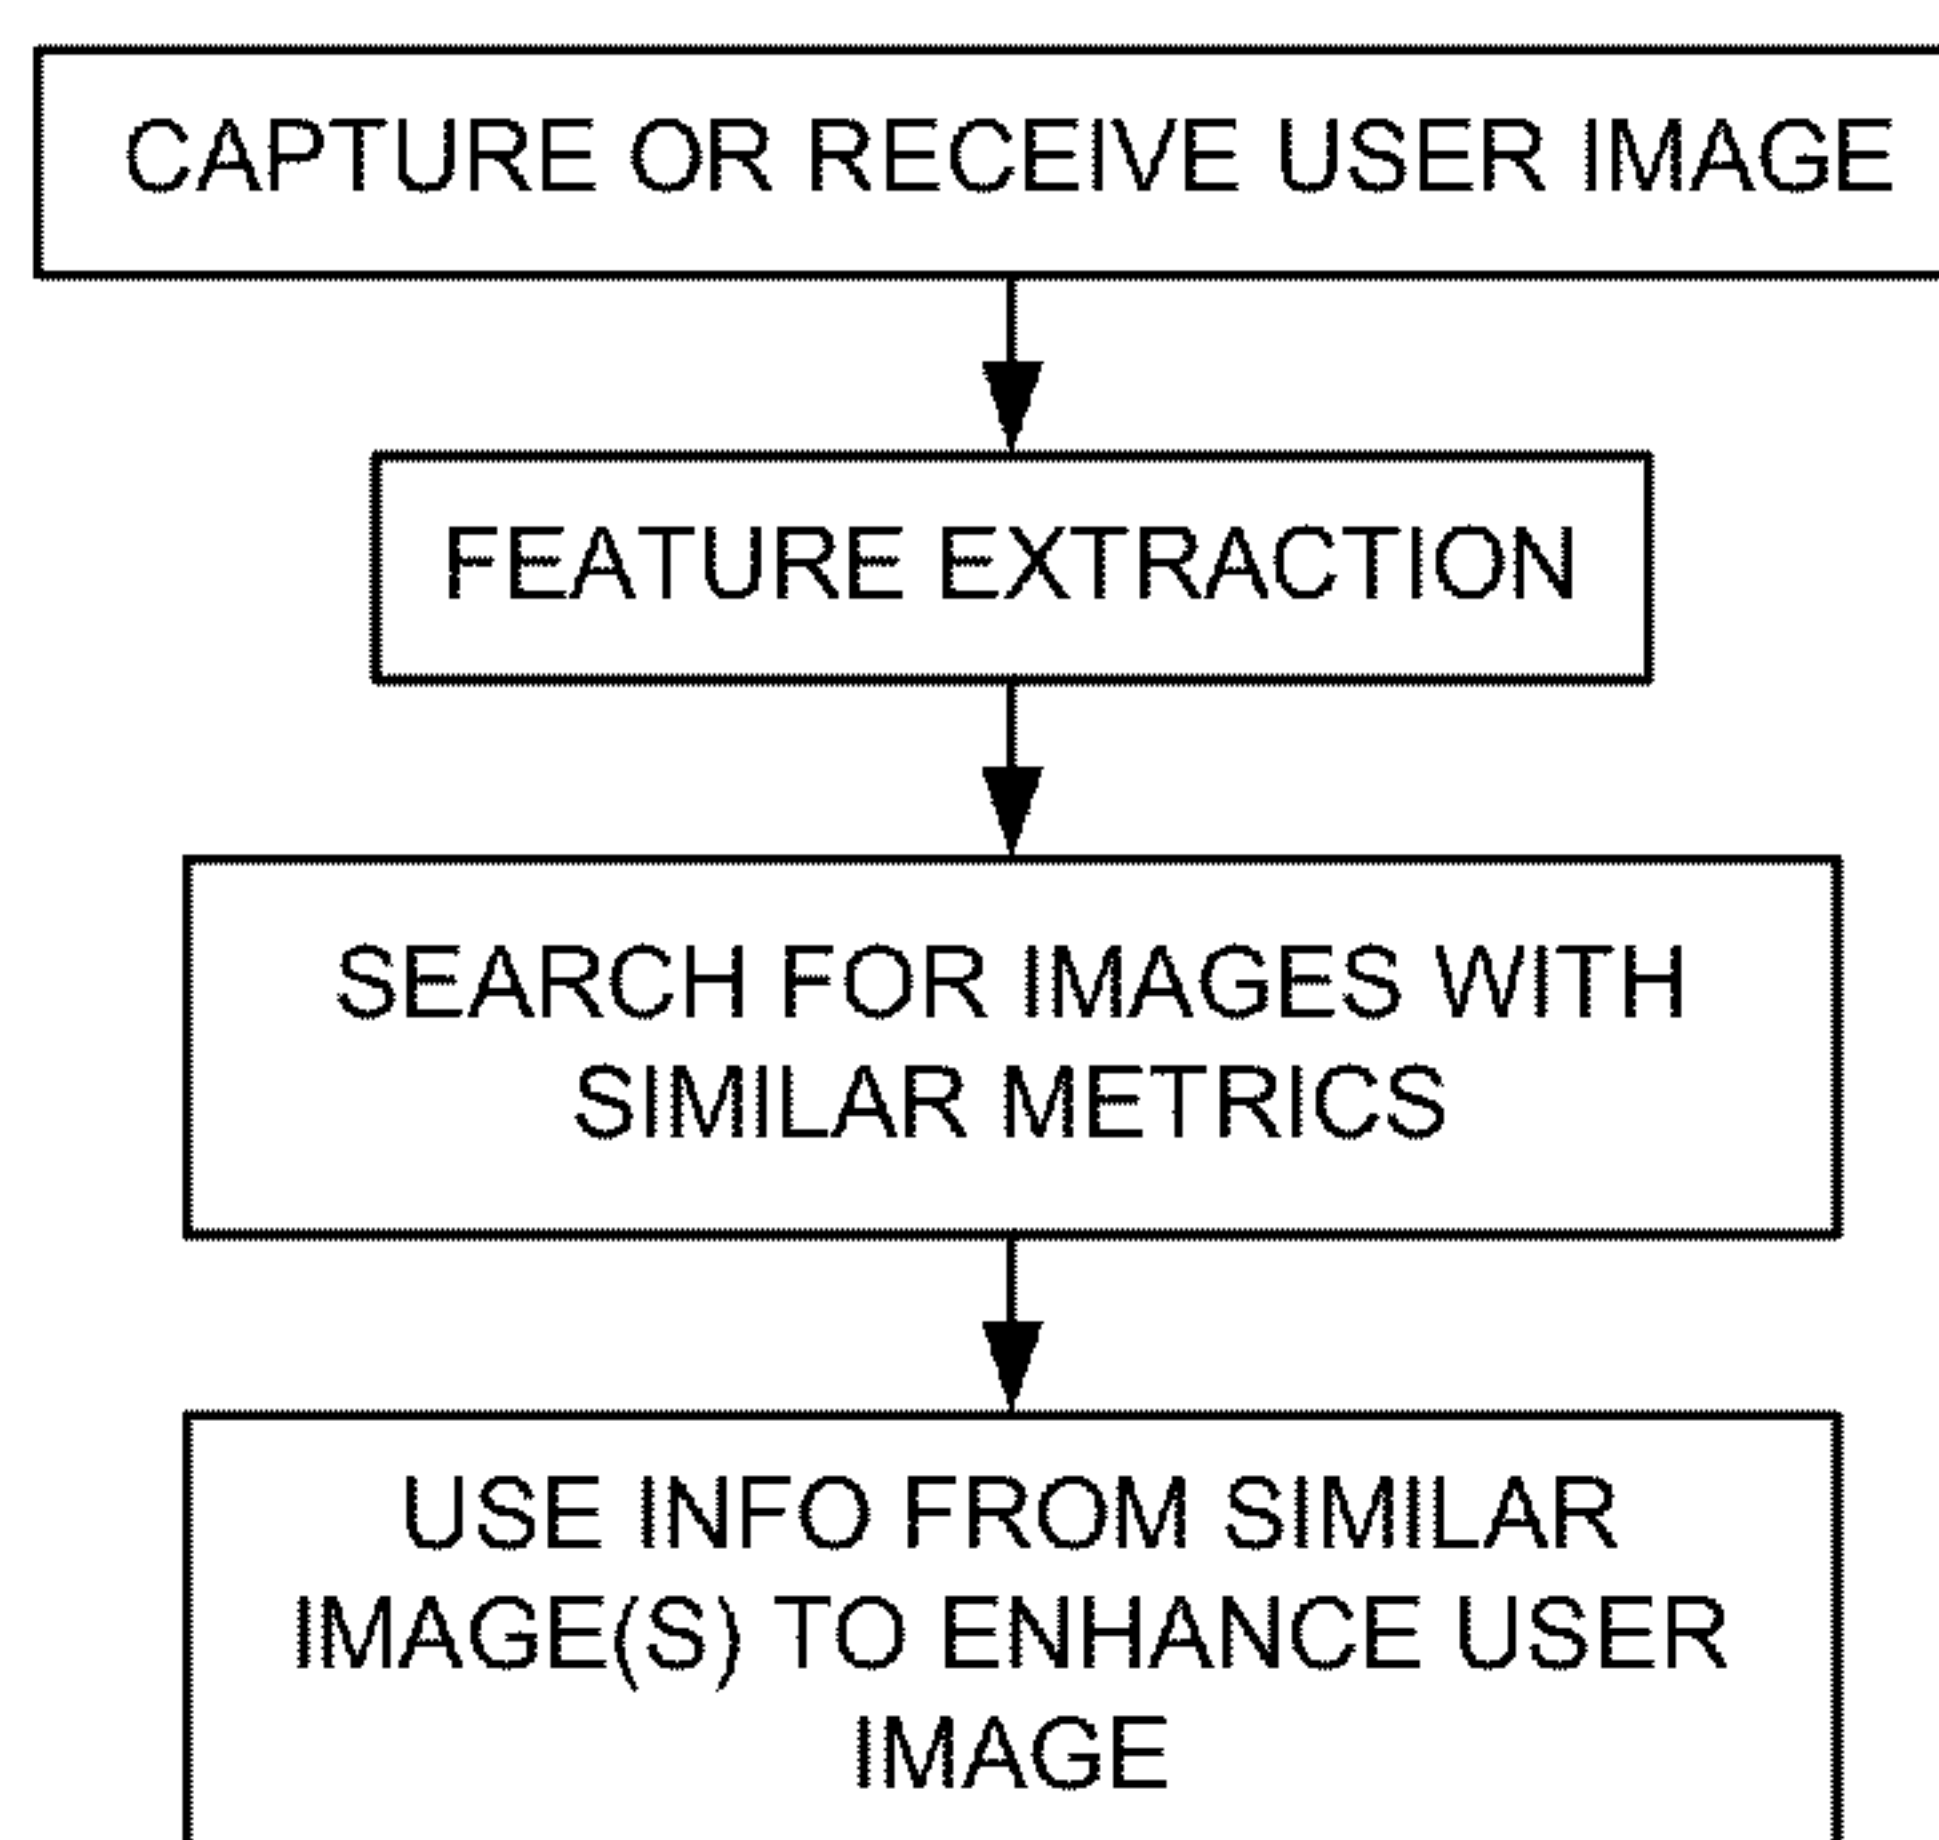 CAPTURE OR RECEIVE USER IMAGE
FEATURE EXTRACTION
SEARCH FOR IMAGES WITH
SIMILAR METRICS
USE INFO FROM SIMILAR
IMAGE(S) TO ENHANCE USER
IMAGE